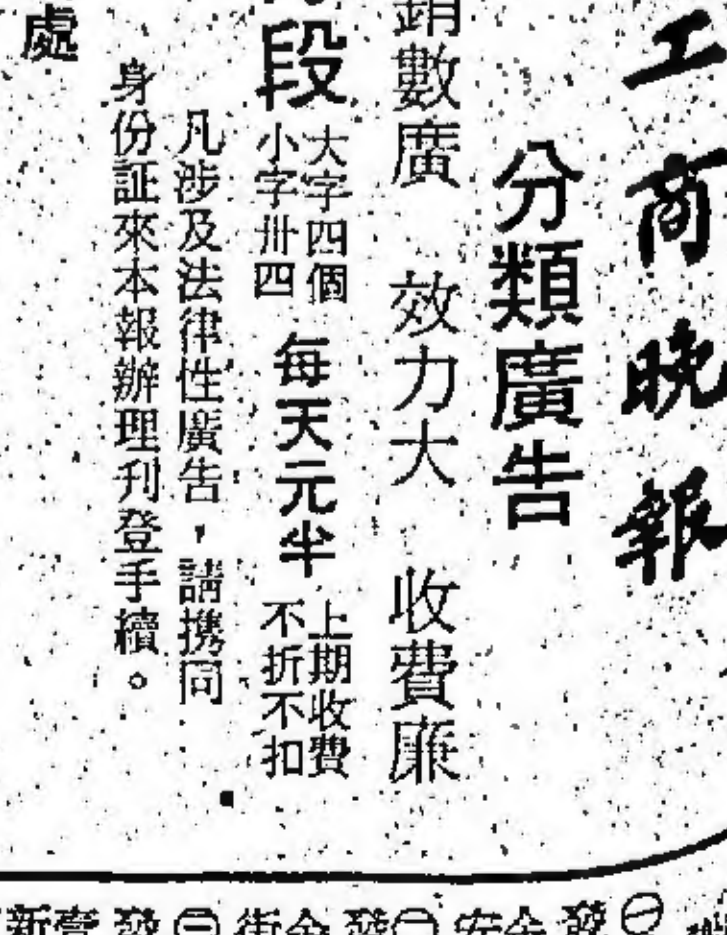 工商晚報
分類廣告
銷數廣 效力大 收費廉
段 大字四個 小字卅四 每天元半 上期收費 不折不扣
凡涉及法律性廣告，請携同
身份証來本報辦理刋登手續。
處